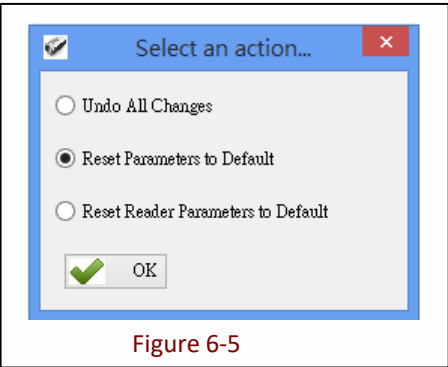 Select an action...
Undo All Changes
Reset Parameters to Default
Reset Reader Parameters to Default
OK
Figure 6-5